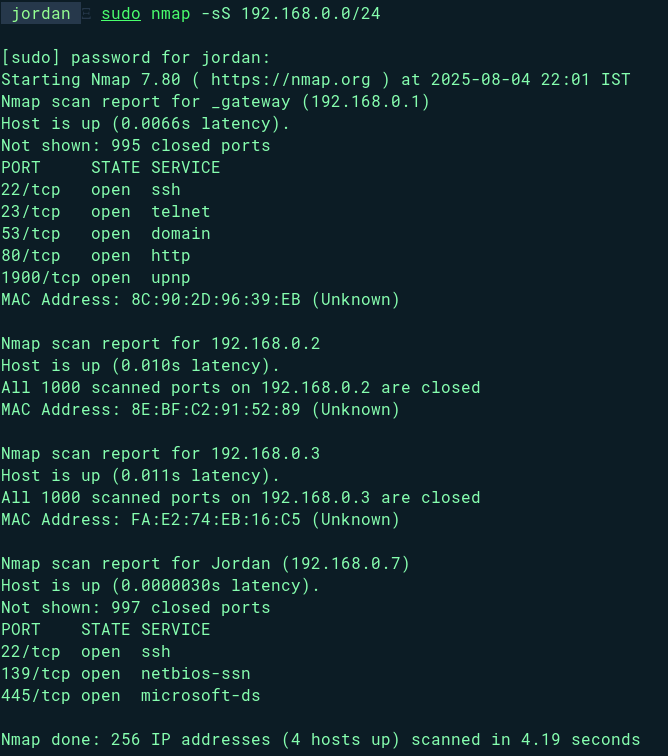 jordan sudo nmap -sS 192.168.0.0/24
[sudo] password for jordan:
Starting Nmap 7.80 ( https://nmap.org ) at 2025-08-04 22:01 IST
Nmap scan report for _gateway (192.168.0.1)
Host is up (0.0066s latency).
Not shown: 995 closed ports
PORT     STATE SERVICE
22/tcp   open  ssh
23/tcp   open  telnet
53/tcp   open  domain
80/tcp   open  http
1900/tcp open  upnp
MAC Address: 8C:90:2D:96:39:EB (Unknown)
Nmap scan report for 192.168.0.2
Host is up (0.010s latency).
All 1000 scanned ports on 192.168.0.2 are closed
MAC Address: 8E:BF:C2:91:52:89 (Unknown)
Nmap scan report for 192.168.0.3
Host is up (0.011s latency).
All 1000 scanned ports on 192.168.0.3 are closed
MAC Address: FA:E2:74:EB:16:C5 (Unknown)
Nmap scan report for Jordan (192.168.0.7)
Host is up (0.0000030s latency).
Not shown: 997 closed ports
PORT    STATE SERVICE
22/tcp  open  ssh
139/tcp open  netbios-ssn
445/tcp open  microsoft-ds
Nmap done: 256 IP addresses (4 hosts up) scanned in 4.19 seconds